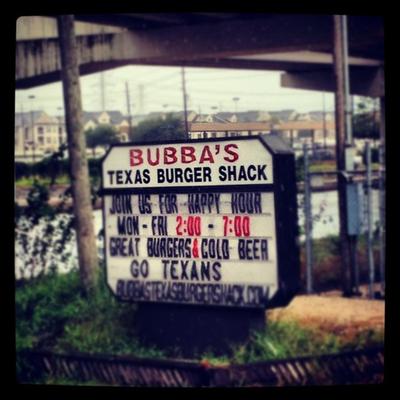 BUBBA'S
TEXAS BURGER SHACK
JOIN US FOR HAPPY HOUR
MON - FRI 2:00 - 7:00
GREAT BURGERS & COLD BEER
GO TEXANS
BUBBASTEXASBURGERSHACK.COM